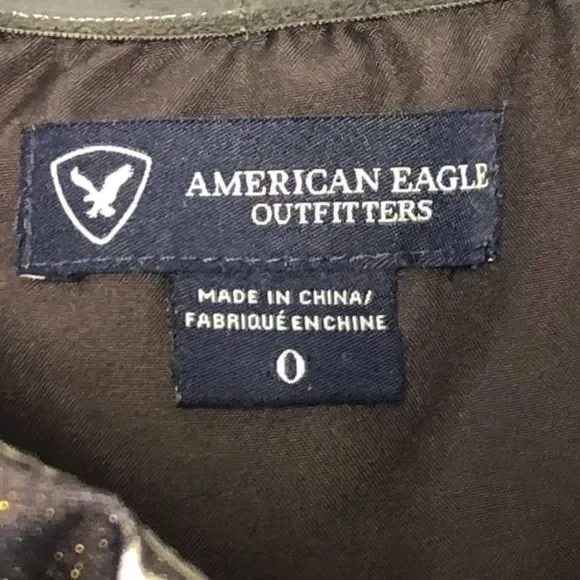 AMERICAN EAGLE
OUTFITTERS
MADE IN CHINA/
FABRIQUÉ EN CHINE
0